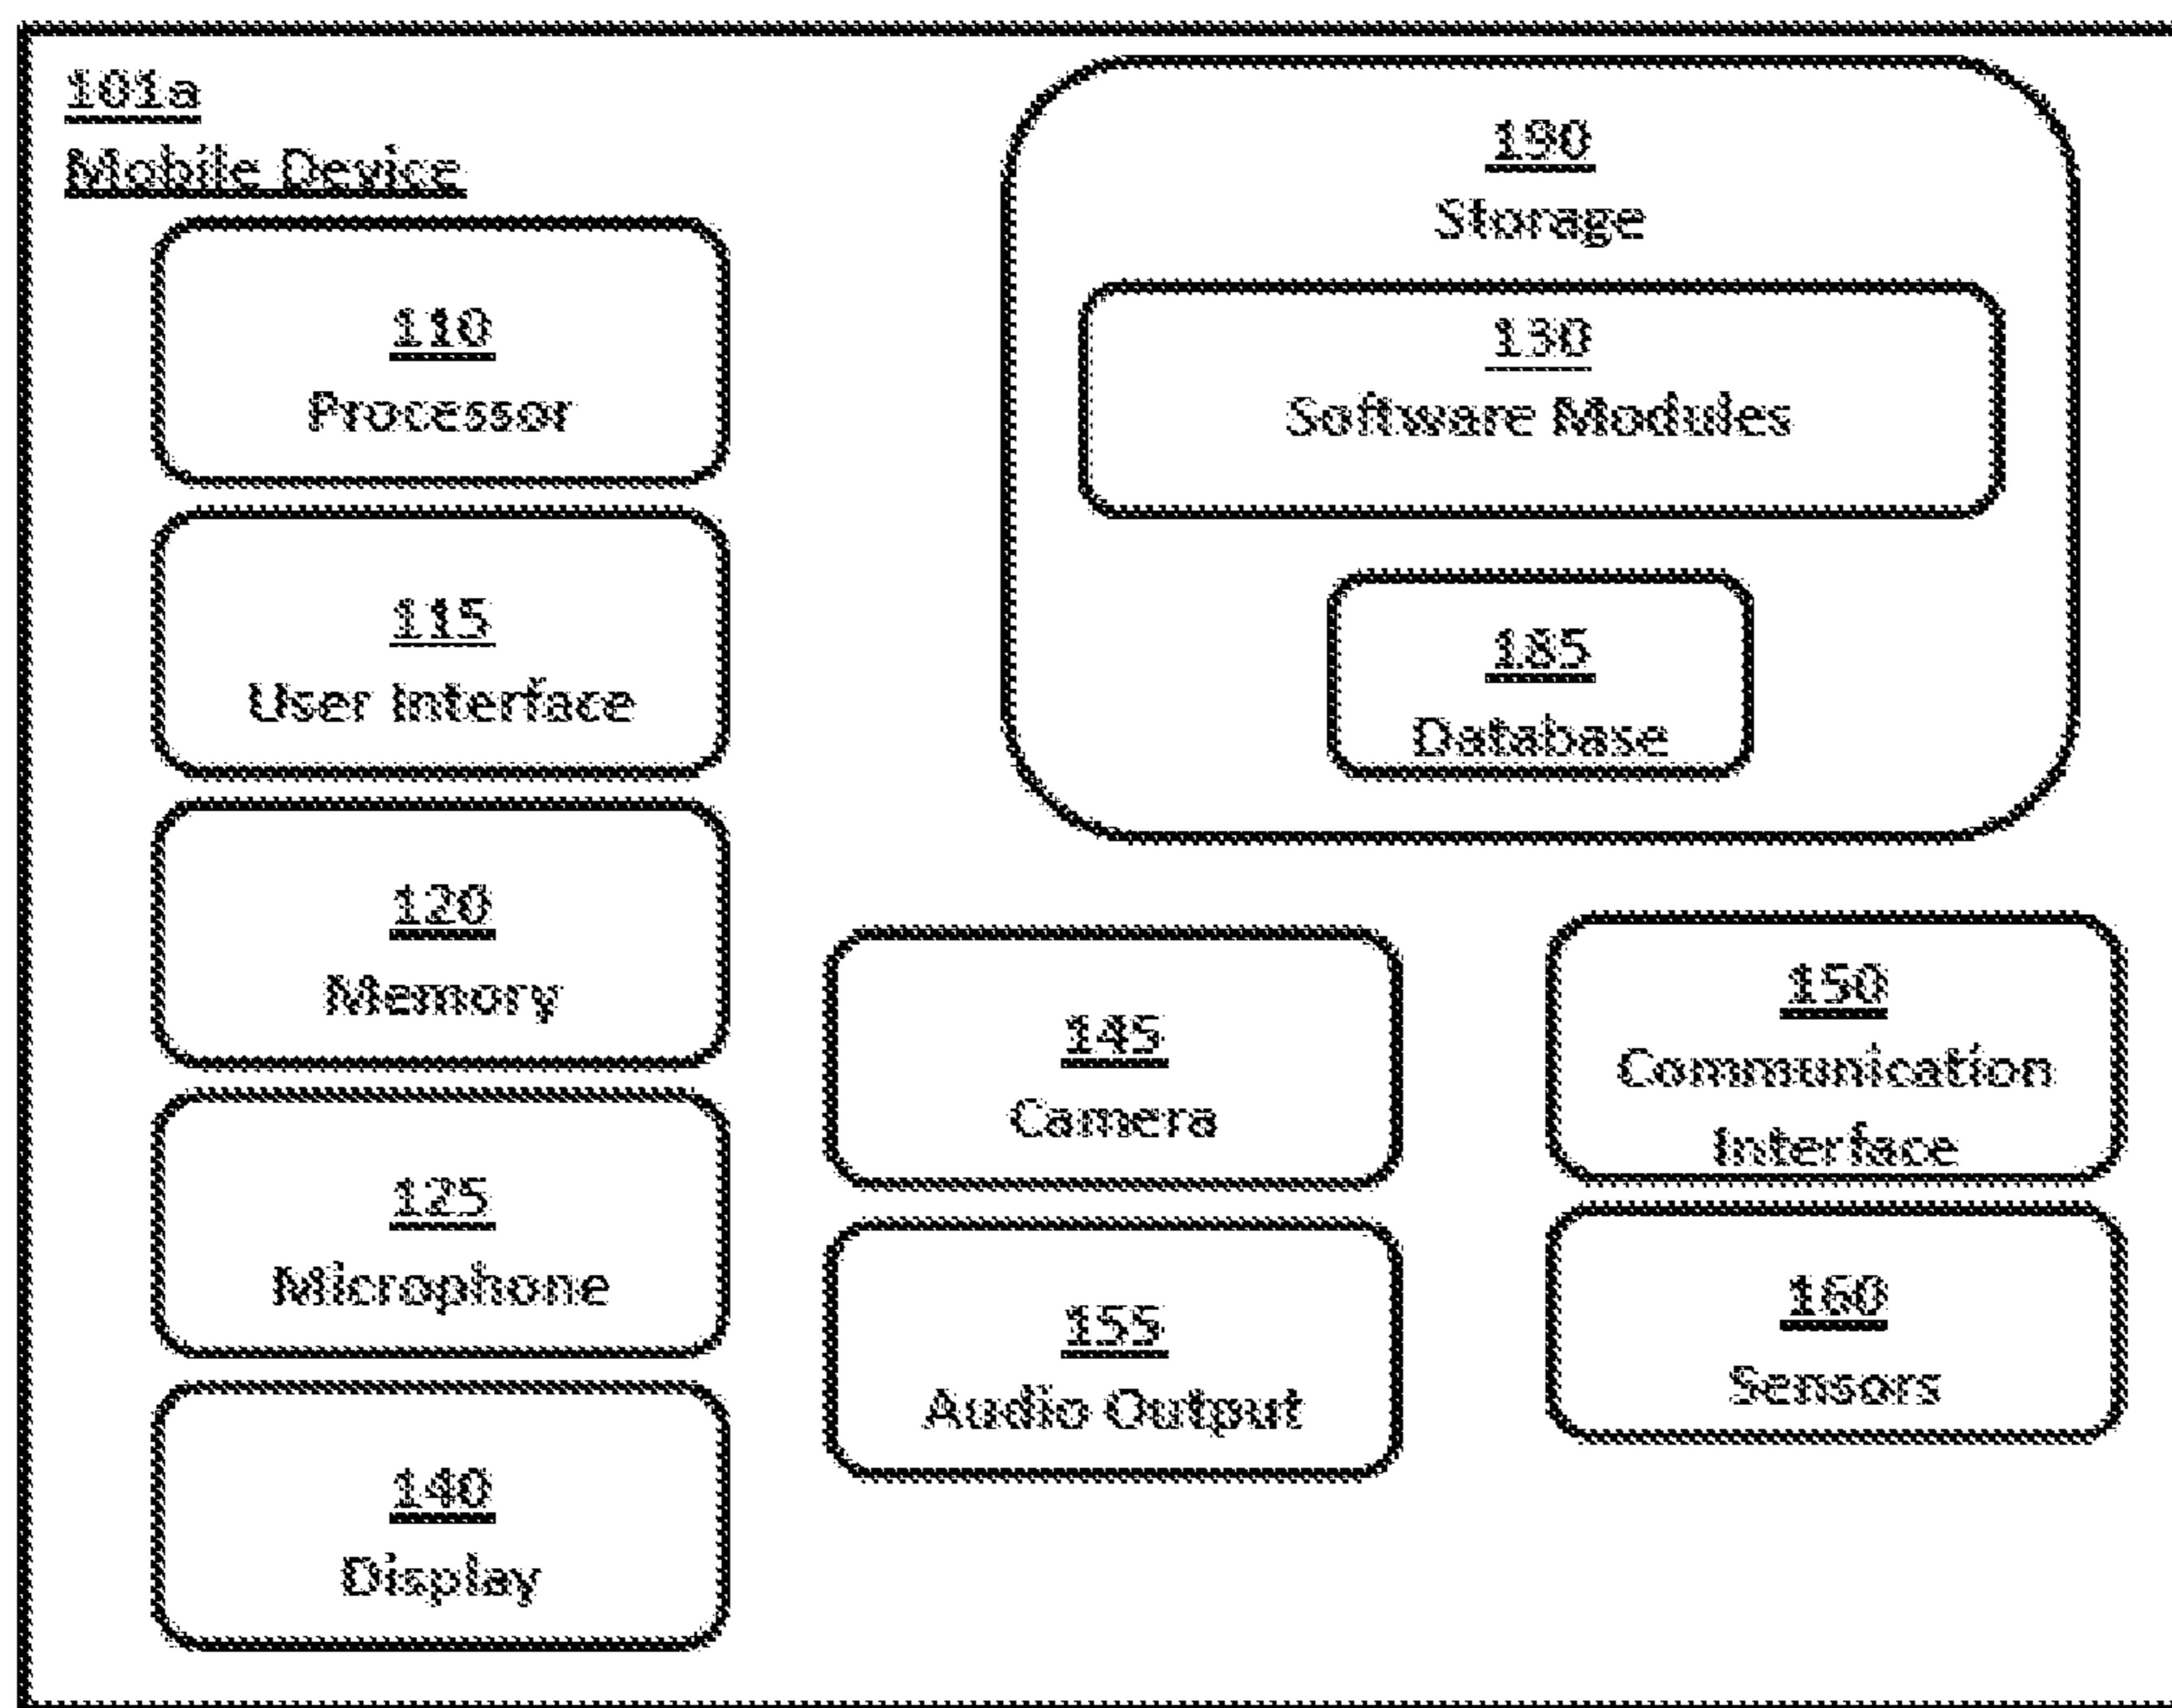 101a
Mobile Device
110
Processor
115
User Interface
120
Memory
125
Microphone
140
Display
190
Storage
130
Software Modules
185
Database
145
Camera
155
Audio Output
150
Communication
Interface
160
Sensors